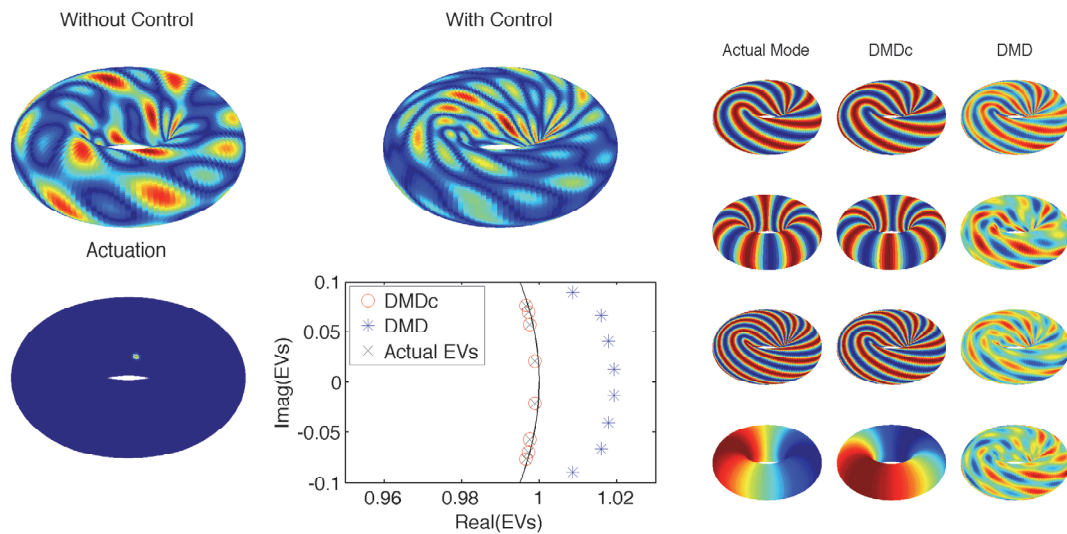 Without Control
With Control
Actual Mode
DMDc
DMD
Actuation
0.1
0.05
0
-0.05
-0.1
Imag(EVs)
DMDc
DMD
Actual EVs
0.96
0.98
1
1.02
Real(EVs)